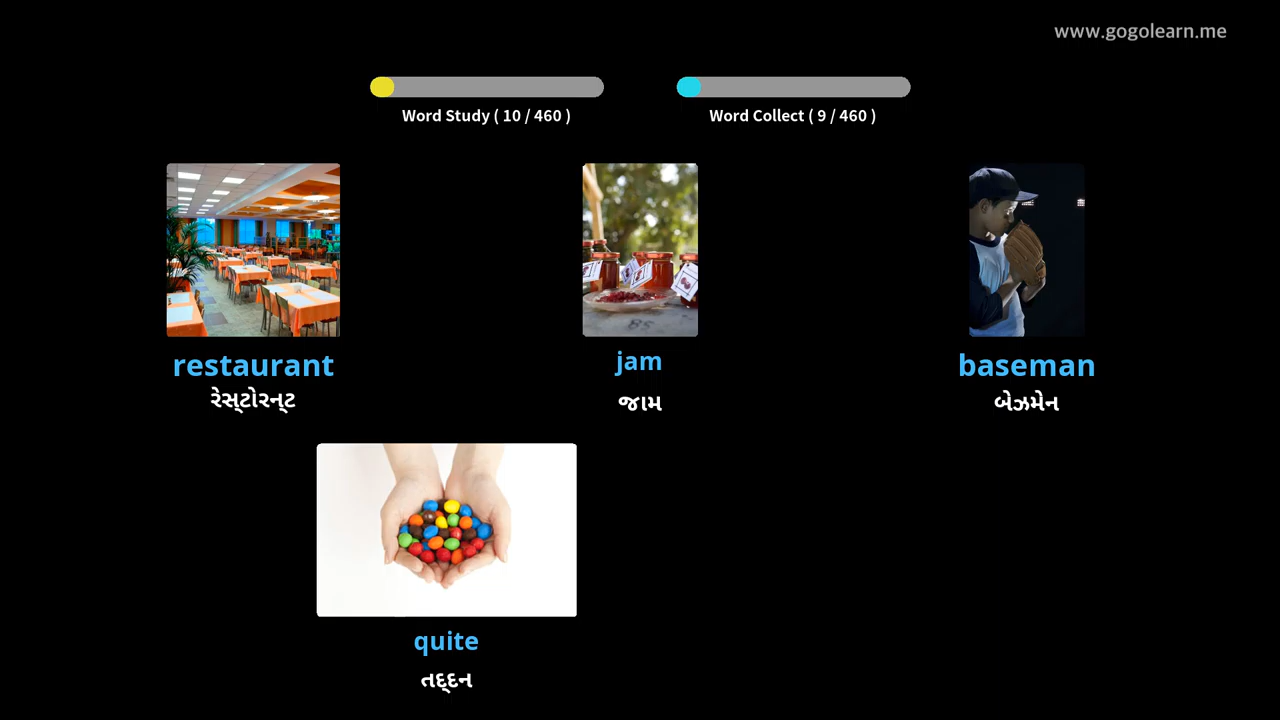 www.gogolearn.me
Word Study ( 10 / 460 )
Word Collect ( 9 / 460 )
restaurant
રેસ્ટોરન્ટ
jam
જામ
baseman
બેઝમેન
quite
તદ્દન